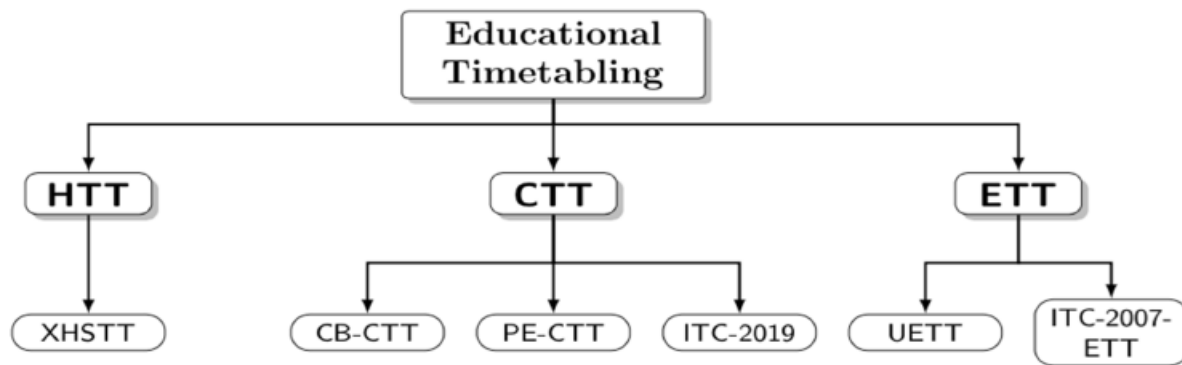 Educational
Timetabling
HTT
CTT
ETT
XHSTT
CB-CTT
PE-CTT
ITC-2019
UETT
ITC-2007-
ETT